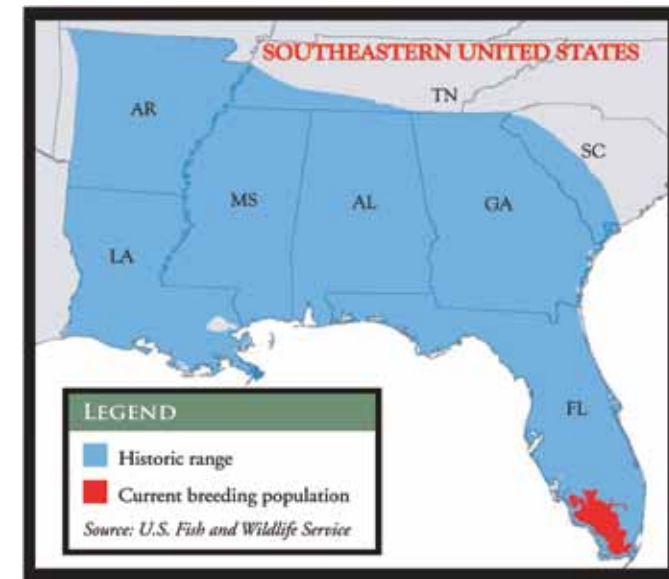 SOUTHEASTERN UNITED STATES
TN
AR
SC
MS
AL
GA
LA
FL
LEGEND
Historic range
Current breeding population
Source: U.S. Fish and Wildlife Service